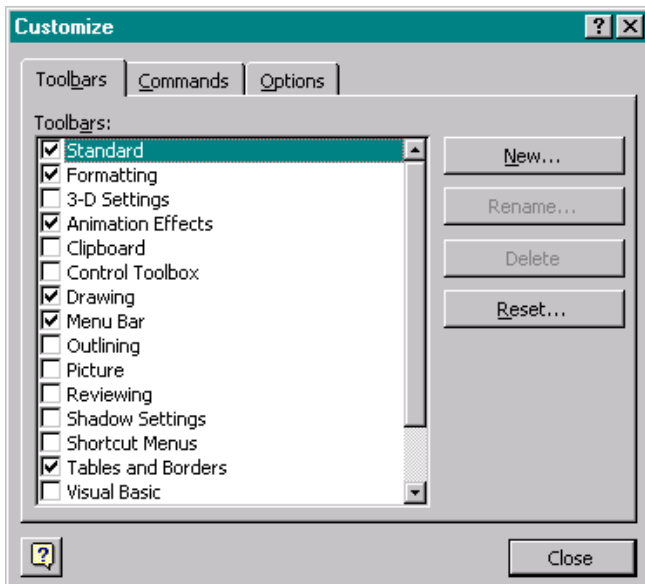 Customize
Toolbars Commands Options
Toolbars:
Standard
Formatting
3-D Settings
Animation Effects
Clipboard
Control Toolbox
Drawing
Menu Bar
Outlining
Picture
Reviewing
Shadow Settings
Shortcut Menus
Tables and Borders
Visual Basic
New...
Rename...
Delete
Reset...
Close